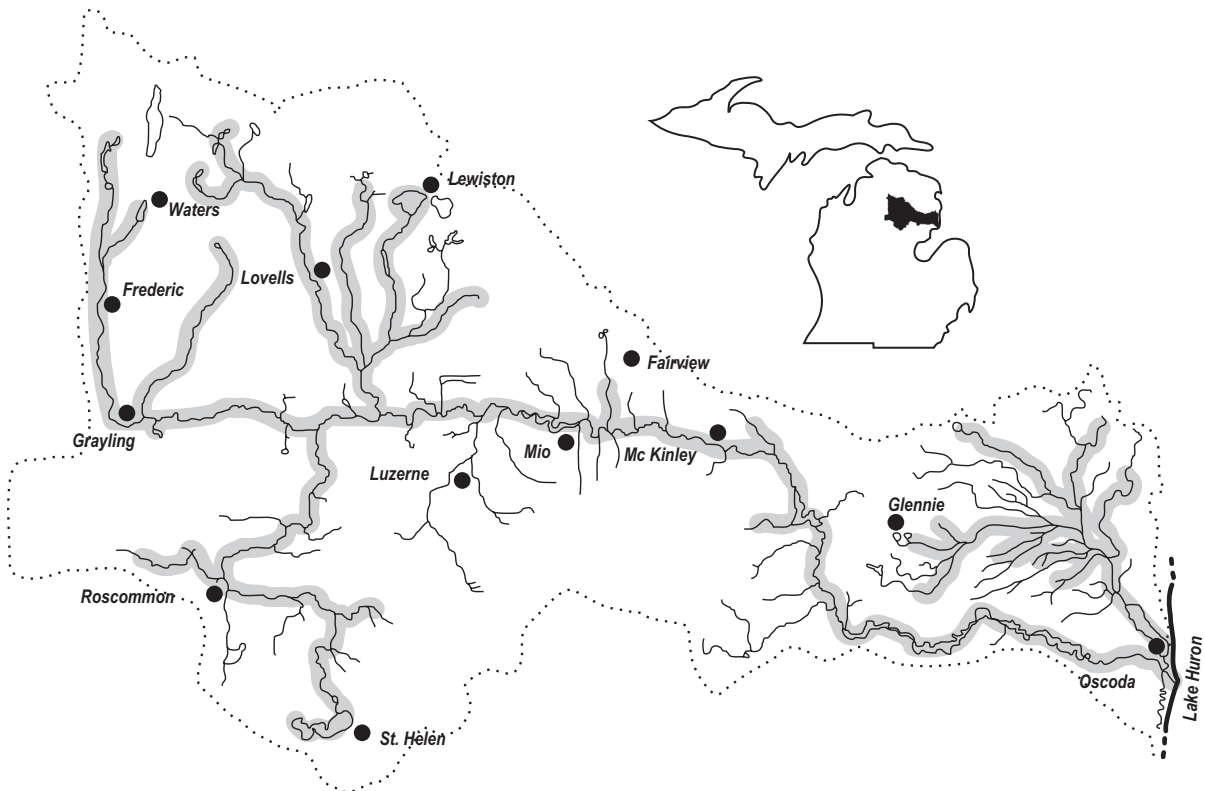 Lewiston
Waters
Lovells
Frederic
Fairview
Grayling
Mio
Mc Kinley
Luzerne
Glennie
Roscommon
Oscoda
Lake Huron
St. Helen